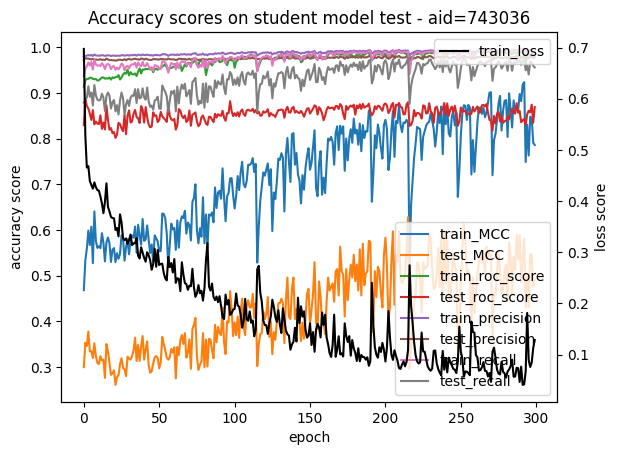 Accuracy scores on student model test - aid=743036
train_loss
accuracy score
loss score
1.0
0.9
0.8
0.7
0.6
0.5
0.4
0.3
0.7
0.6
0.5
0.4
0.3
0.2
0.1
train_MCC
test_MCC
train_roc_score
test_roc_score
train_precision
test_precision
train_recall
test_recall
0 50 100 150 200 250 300
epoch